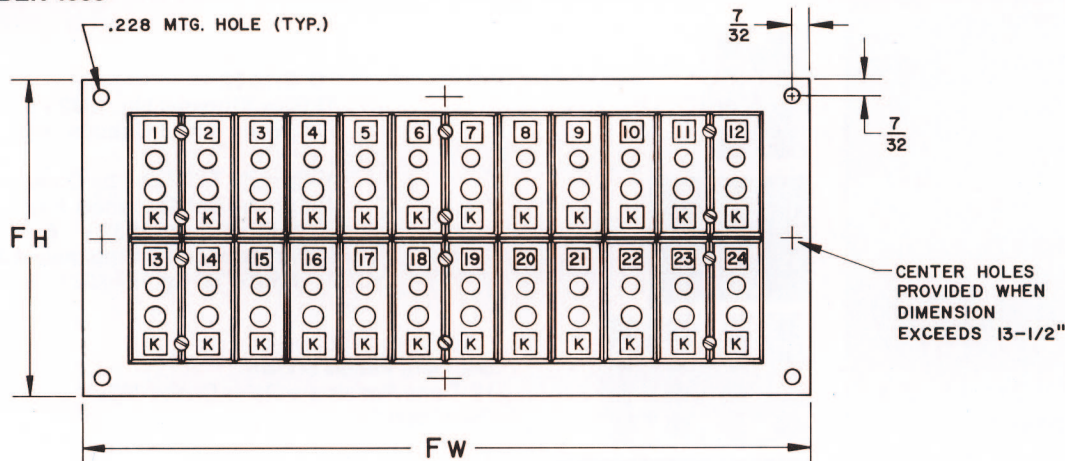 .228 MTG. HOLE (TYP.)
7
32
7
32
1 2 3 4 5 6 7 8 9 10 11 12
K K K K K K K K K K K K
FH
13 14 15 16 17 18 19 20 21 22 23 24
K K K K K K K K K K K K
CENTER HOLES
PROVIDED WHEN
DIMENSION
EXCEEDS 13-1/2"
FW